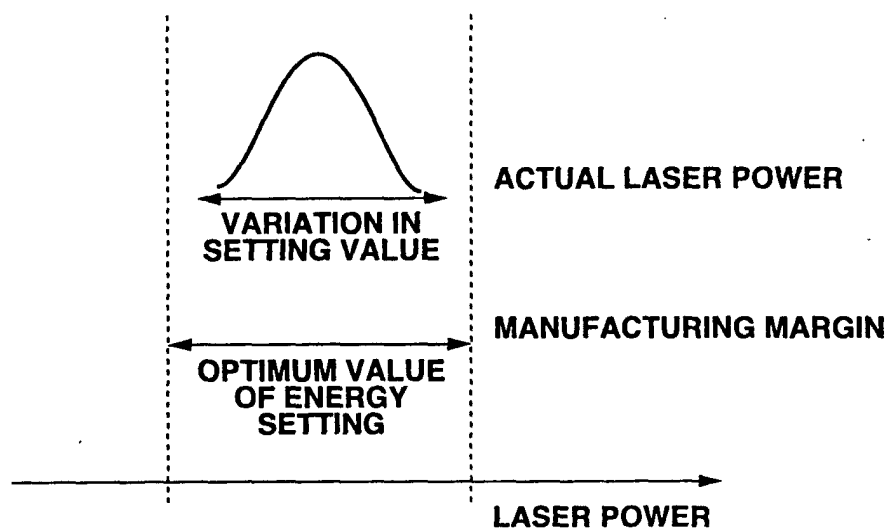 ACTUAL LASER POWER
VARIATION IN
SETTING VALUE
MANUFACTURING MARGIN
OPTIMUM VALUE
OF ENERGY
SETTING
LASER POWER